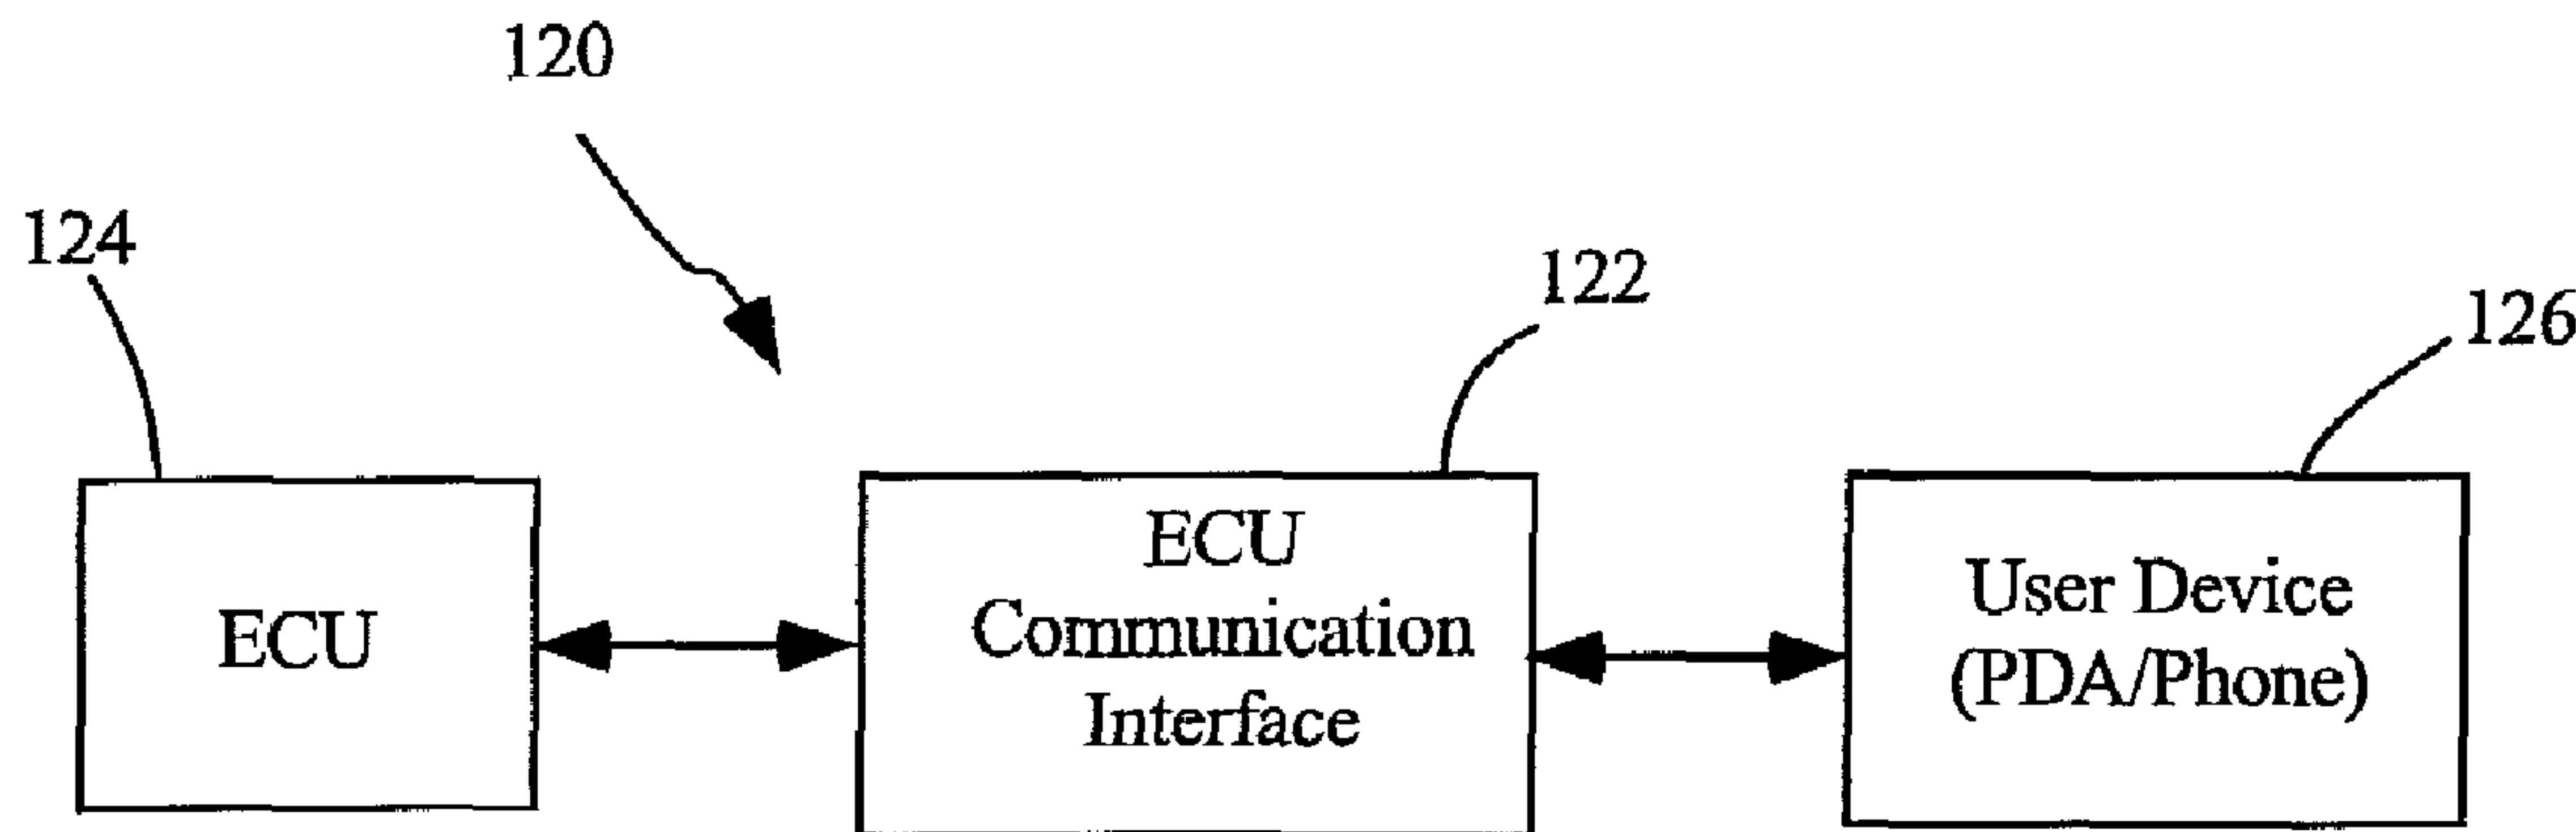 120
124
122
126
ECU
ECU
Communication
Interface
User Device
(PDA/Phone)